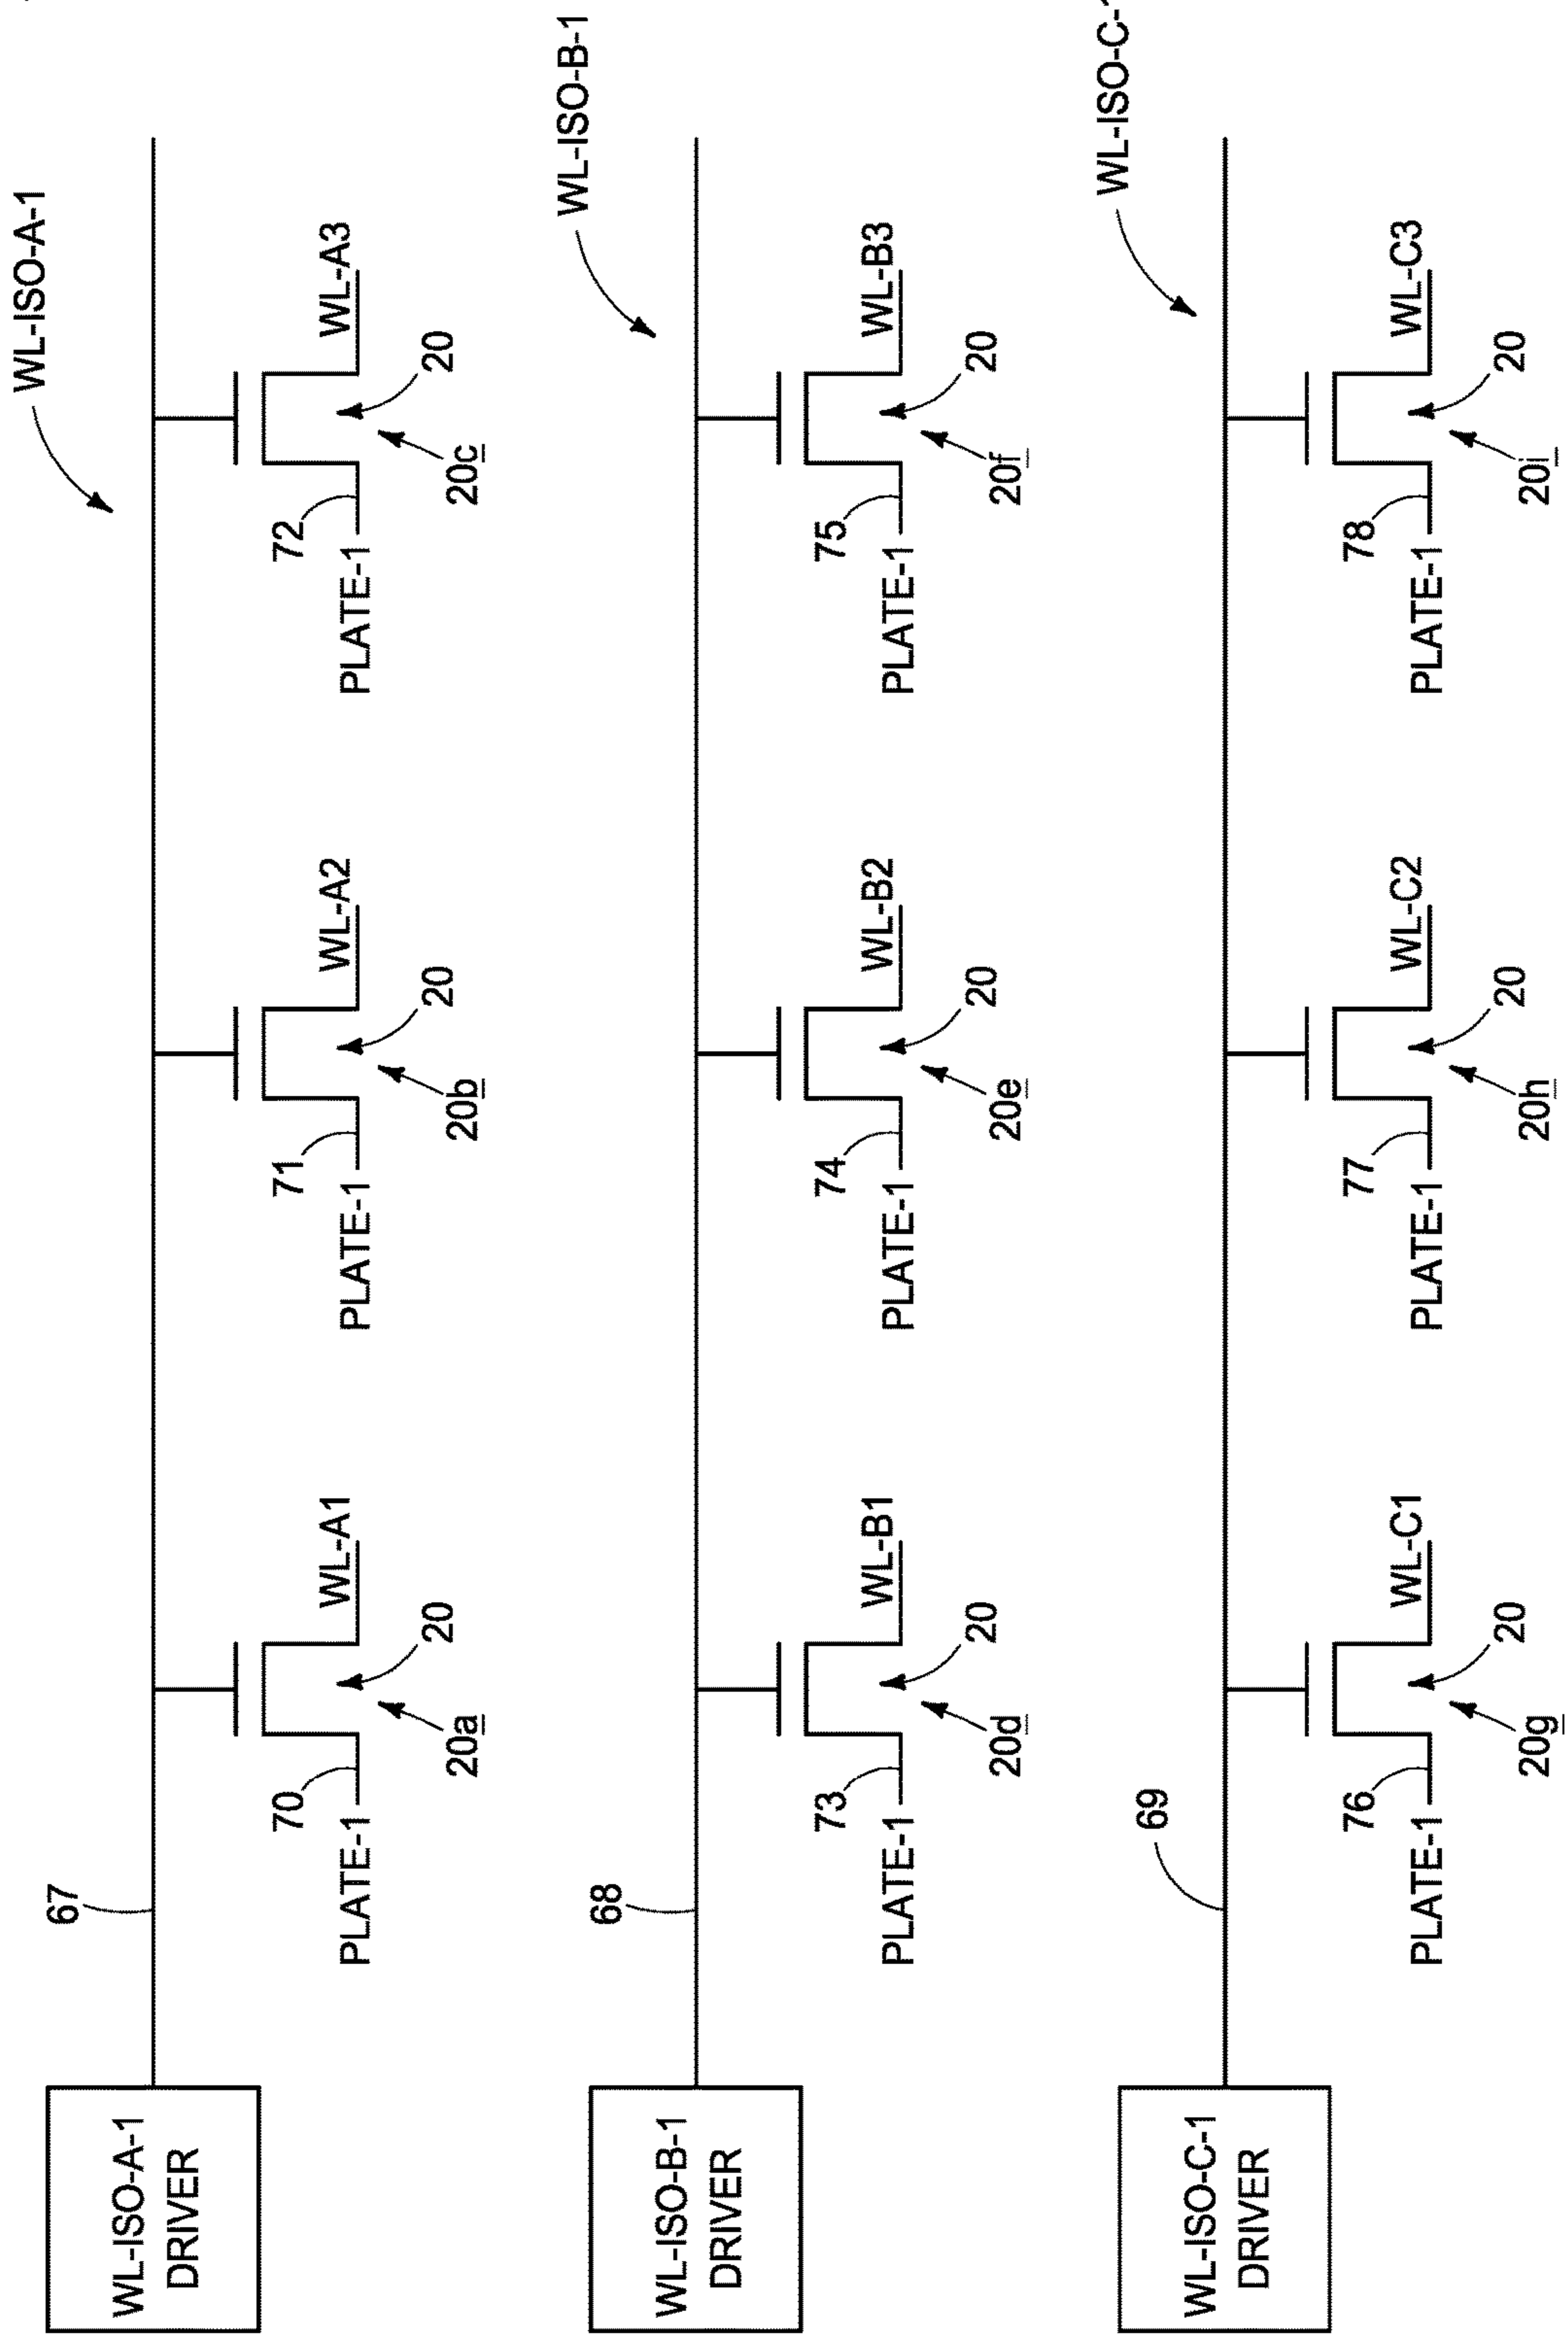 WL-ISO-A-1
67
WL-ISO-A-1
DRIVER
70
PLATE-1
WL-A1
20
20a
71
PLATE-1
WL-A2
20
20b
72
PLATE-1
WL-A3
20
20c
WL-ISO-B-1
68
WL-ISO-B-1
DRIVER
73
PLATE-1
WL-B1
20
20d
74
PLATE-1
WL-B2
20
20e
75
PLATE-1
WL-B3
20
20f
WL-ISO-C-1
69
WL-ISO-C-1
DRIVER
76
PLATE-1
WL-C1
20
20g
77
PLATE-1
WL-C2
20
20h
78
PLATE-1
WL-C3
20
20i